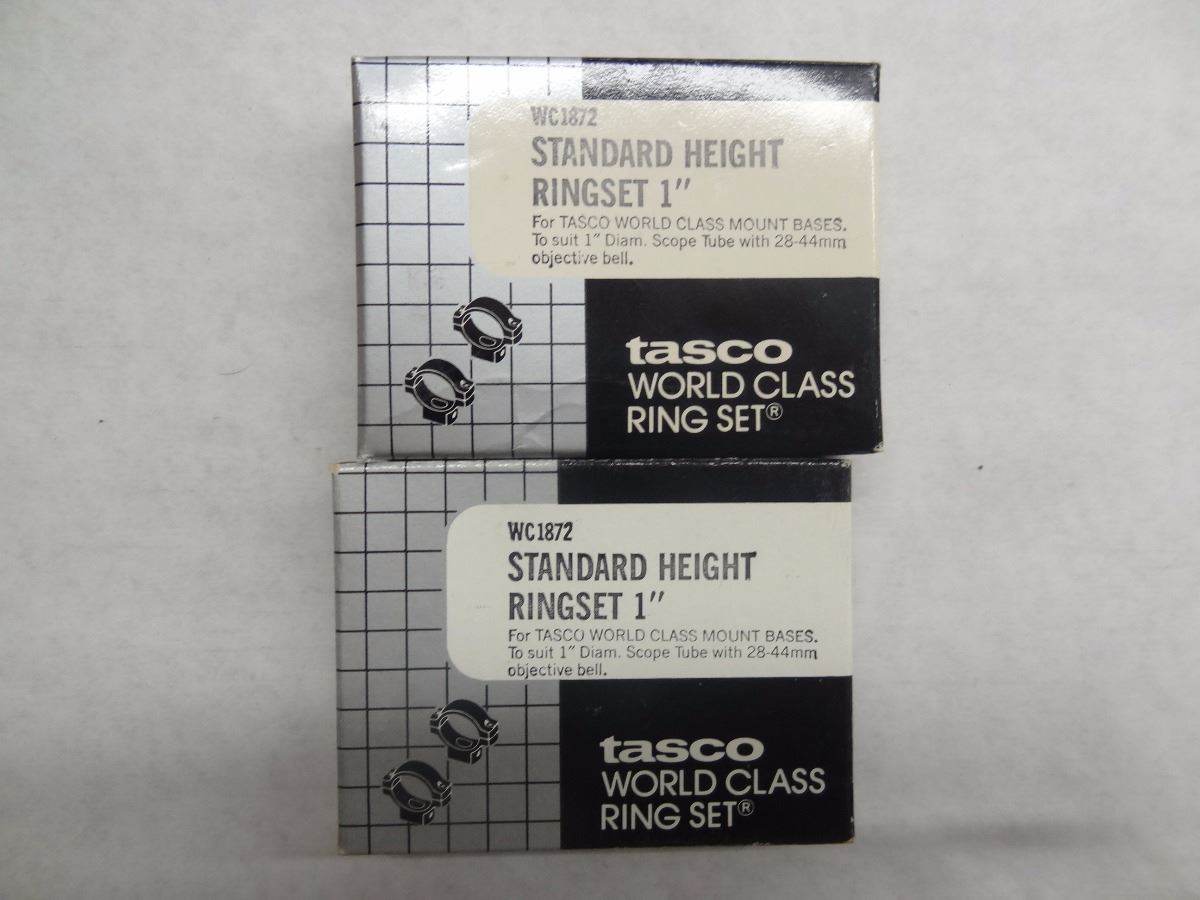 WC1872
STANDARD HEIGHT
RINGSET 1"
For TASCO WORLD CLASS MOUNT BASES.
To suit 1" Diam. Scope Tube with 28-44mm
objective bell.
tasco
WORLD CLASS
RING SET®
WC1872
STANDARD HEIGHT
RINGSET 1"
For TASCO WORLD CLASS MOUNT BASES.
To suit 1" Diam. Scope Tube with 28-44mm
objective bell.
tasco
WORLD CLASS
RING SET®